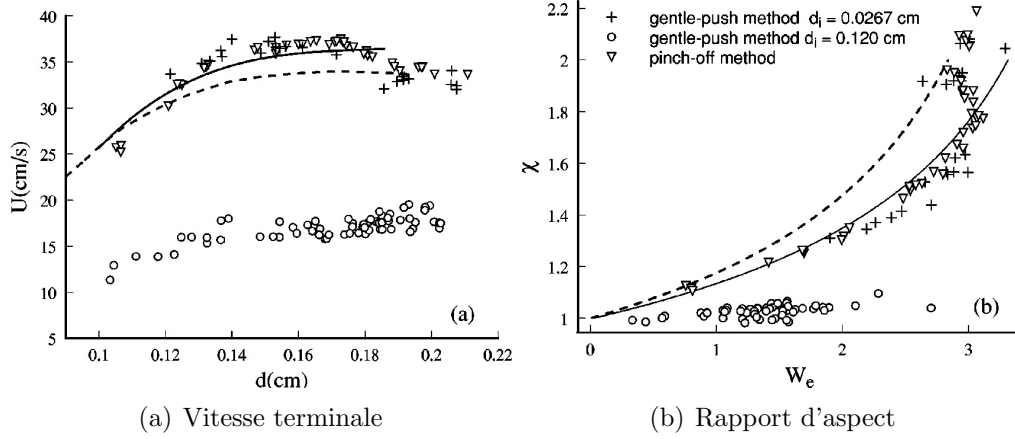 40
35
30
25
20
15
10
5
U(cm/s)
0.1
0.12
0.14
0.16
0.18
0.2
0.22
d(cm)
(a)
2.2
2
1.8
1.6
1.4
1.2
1
χ
+ gentle-push method d_i = 0.0267 cm
○ gentle-push method d_i = 0.120 cm
▽ pinch-off method
0
1
2
3
W_e
(b)
(a) Vitesse terminale
(b) Rapport d'aspect